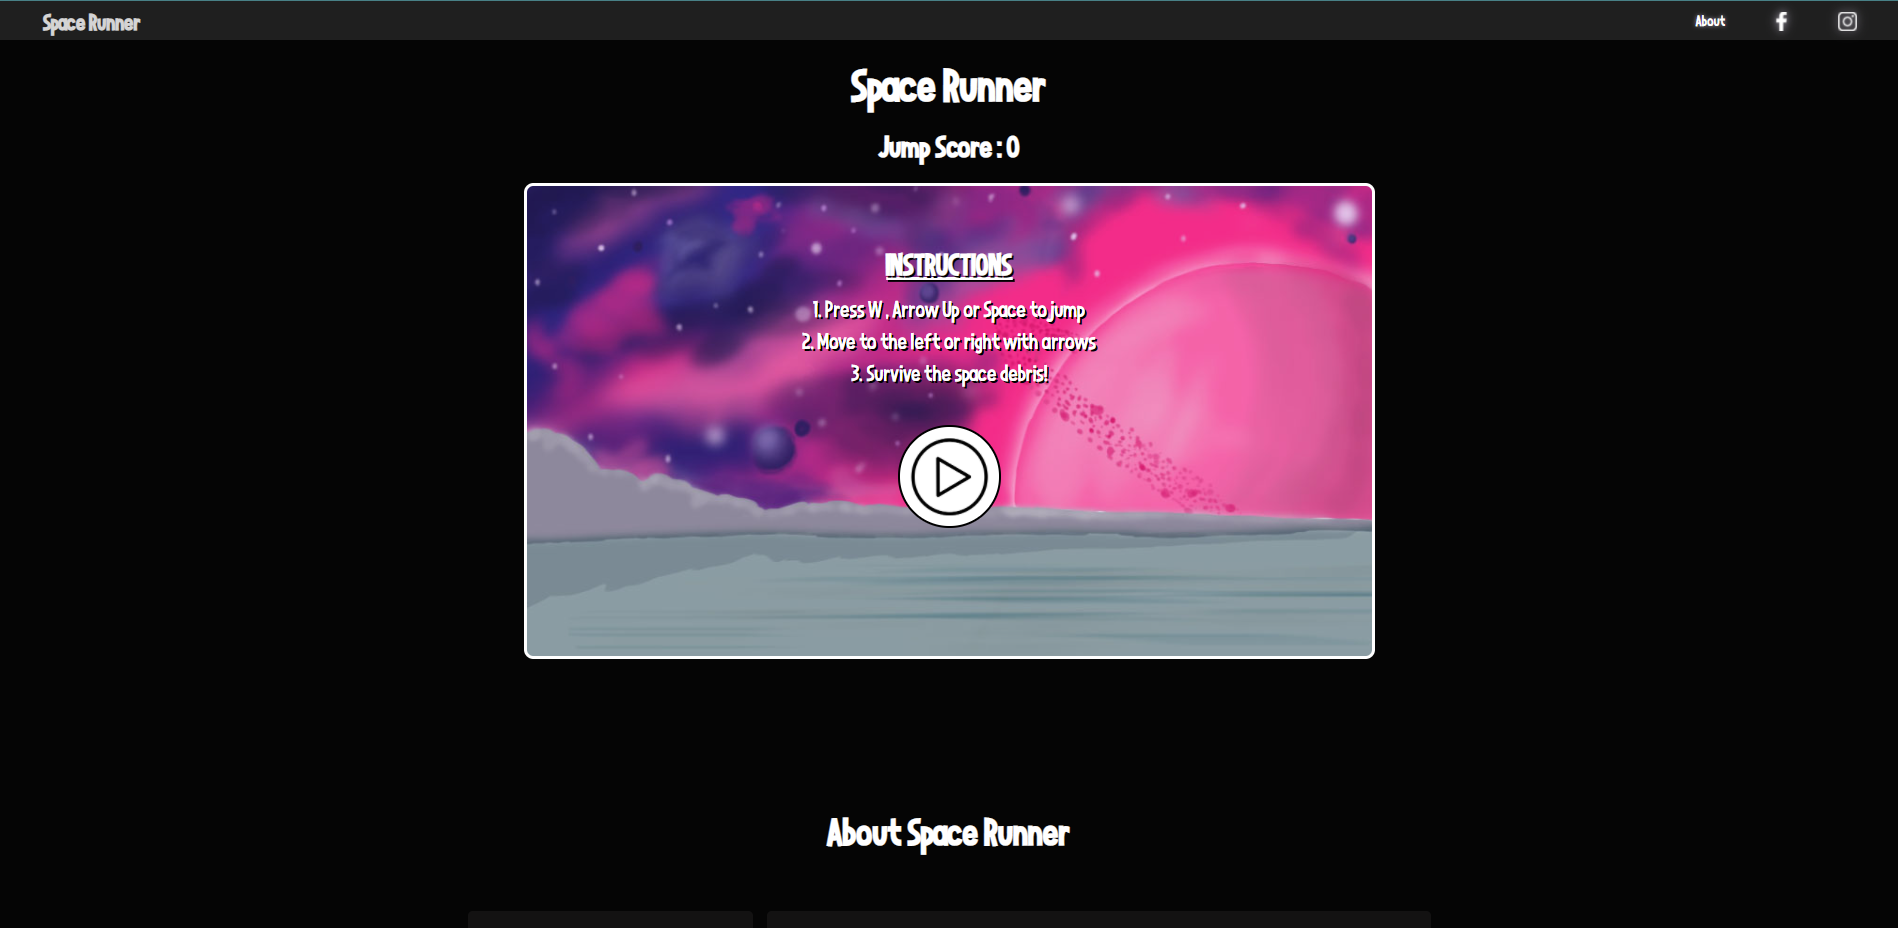 Space Runner
About
Space Runner
Jump Score : 0
INSTRUCTIONS
1. Press W , Arrow Up or Space to jump
2. Move to the left or right with arrows
3. Survive the space debris!
About Space Runner